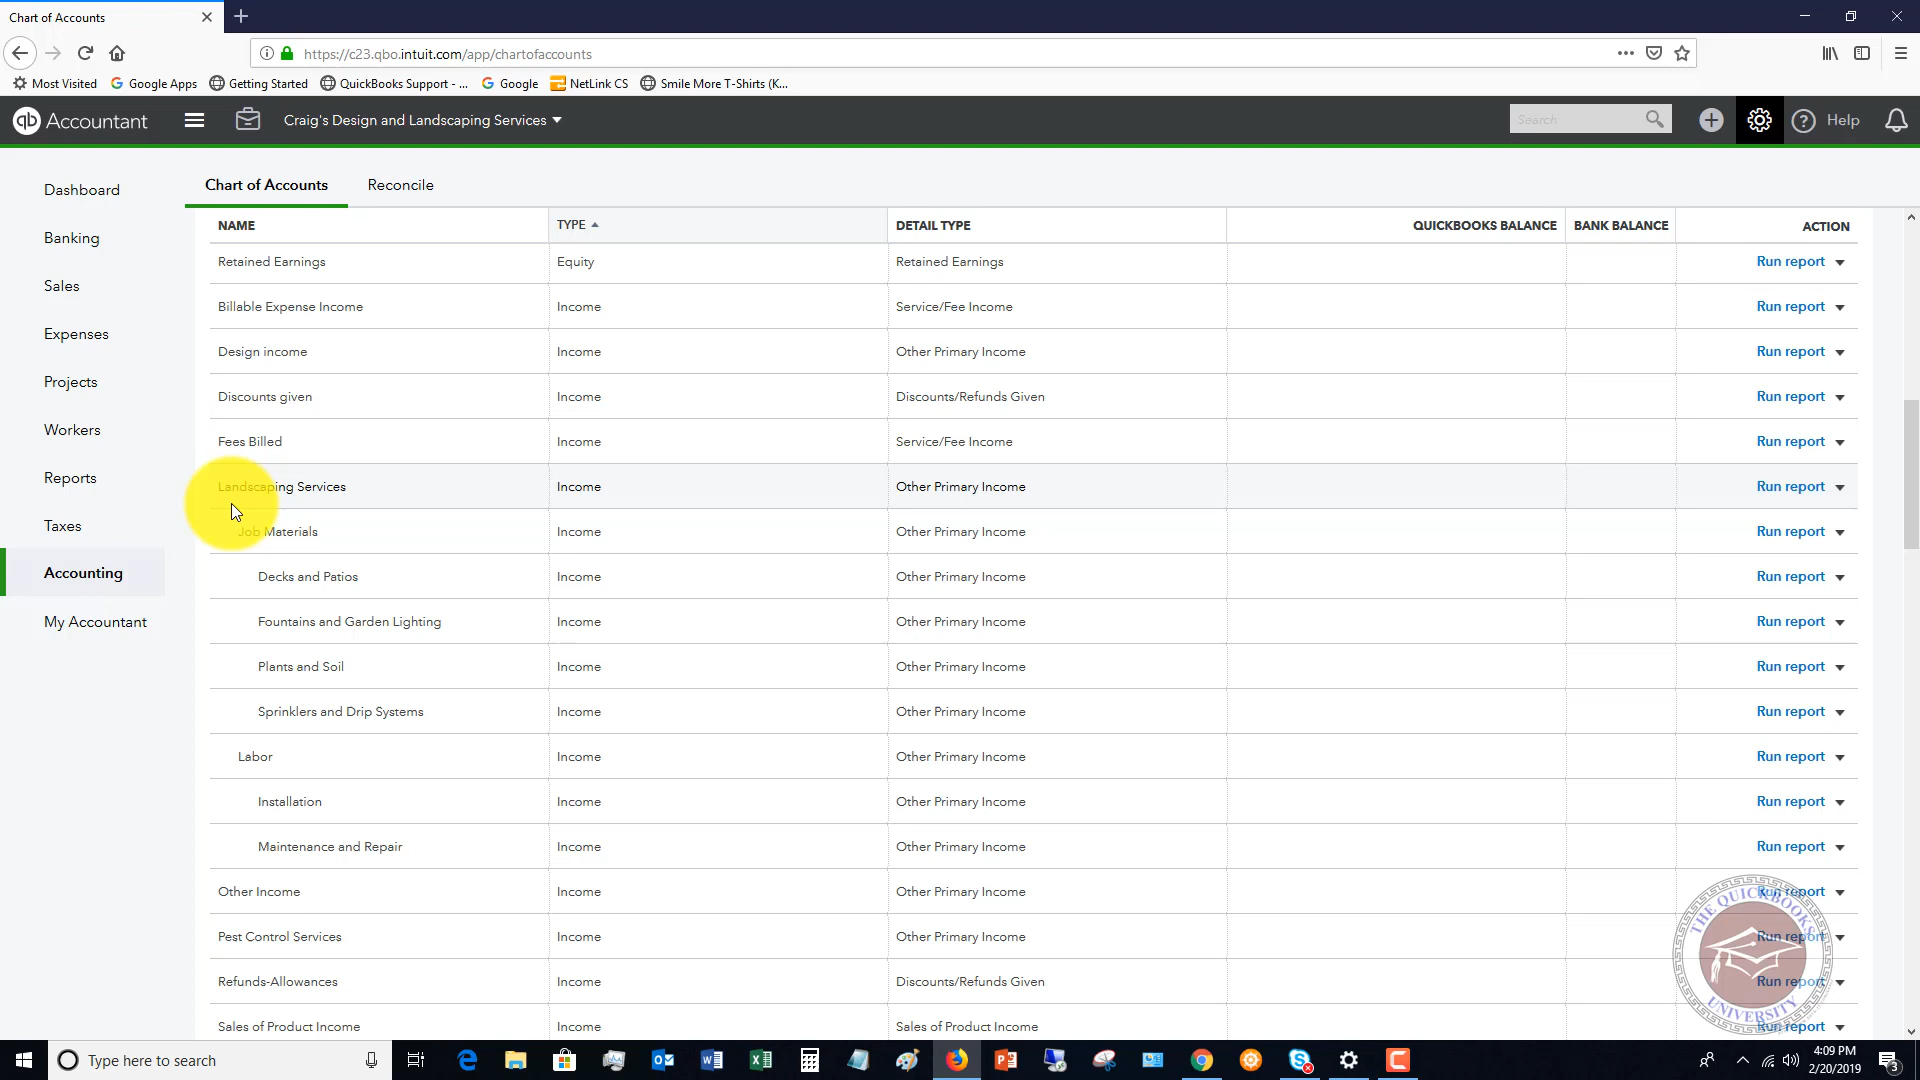 Chart of Accounts
https://c23.qbo.intuit.com/app/chartofaccounts
Most Visited Google Apps Getting Started QuickBooks Support - ... Google NetLink CS Smile More T-Shirts (K...
qb Accountant Craig's Design and Landscaping Services Search Help
Dashboard
Banking
Sales
Expenses
Projects
Workers
Reports
Taxes
Accounting
My Accountant
Chart of Accounts Reconcile
NAME TYPE DETAIL TYPE QUICKBOOKS BALANCE BANK BALANCE ACTION
Retained Earnings Equity Retained Earnings Run report
Billable Expense Income Income Service/Fee Income Run report
Design income Income Other Primary Income Run report
Discounts given Income Discounts/Refunds Given Run report
Fees Billed Income Service/Fee Income Run report
Landscaping Services Income Other Primary Income Run report
Job Materials Income Other Primary Income Run report
Decks and Patios Income Other Primary Income Run report
Fountains and Garden Lighting Income Other Primary Income Run report
Plants and Soil Income Other Primary Income Run report
Sprinklers and Drip Systems Income Other Primary Income Run report
Labor Income Other Primary Income Run report
Installation Income Other Primary Income Run report
Maintenance and Repair Income Other Primary Income Run report
Other Income Income Other Primary Income Run report
Pest Control Services Income Other Primary Income Run report
Refunds-Allowances Income Discounts/Refunds Given Run report
Sales of Product Income Income Sales of Product Income Run report
THE QUICKBOOKS UNIVERSITY
Type here to search
4:09 PM
2/20/2019
3